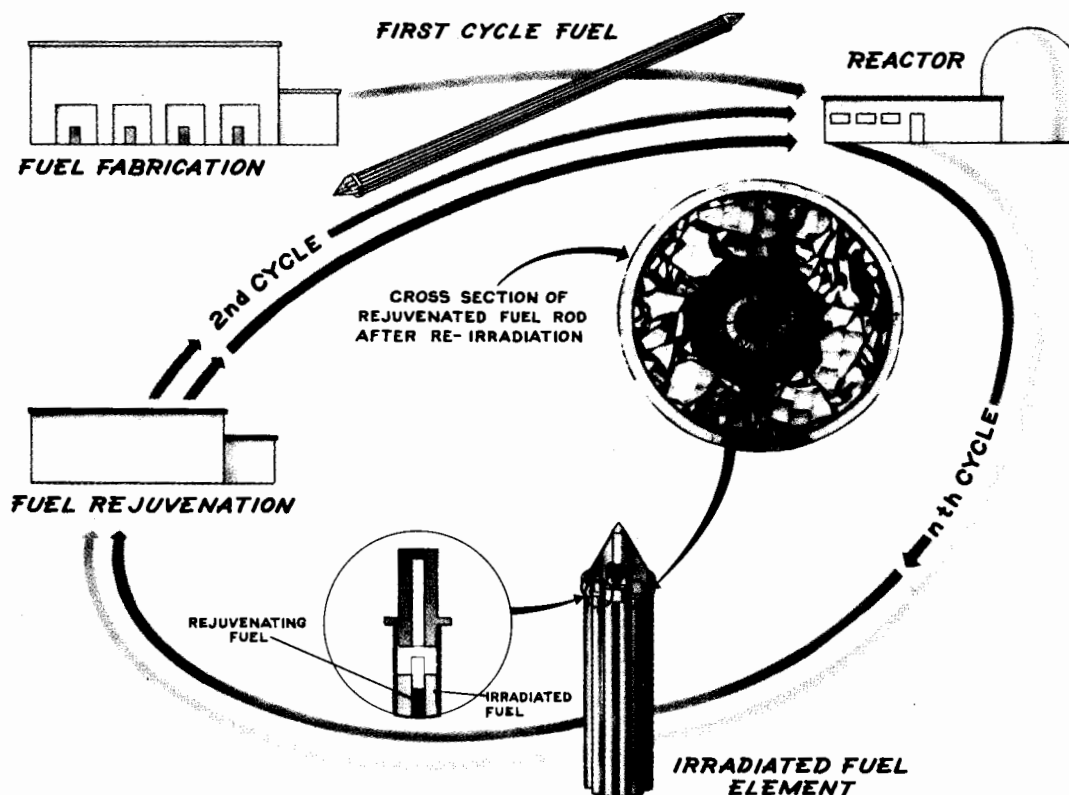 FIRST CYCLE FUEL
REACTOR
FUEL FABRICATION
2nd CYCLE
CROSS SECTION OF
REJUVENATED FUEL ROD
AFTER RE-IRRADIATION
nth CYCLE
FUEL REJUVENATION
REJUVENATING
FUEL
IRRADIATED
FUEL
IRRADIATED FUEL
ELEMENT